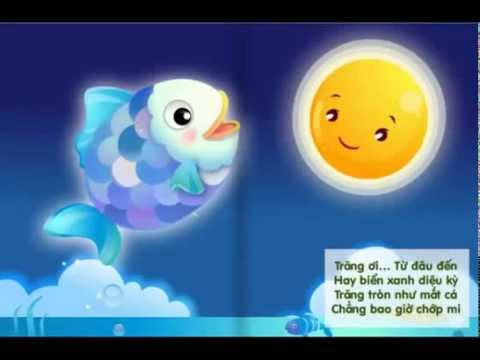 Trăng ơi... Từ đâu đến
Hay biển xanh diệu kỳ
Trăng tròn như mắt cá
Chẳng bao giờ chớp mi